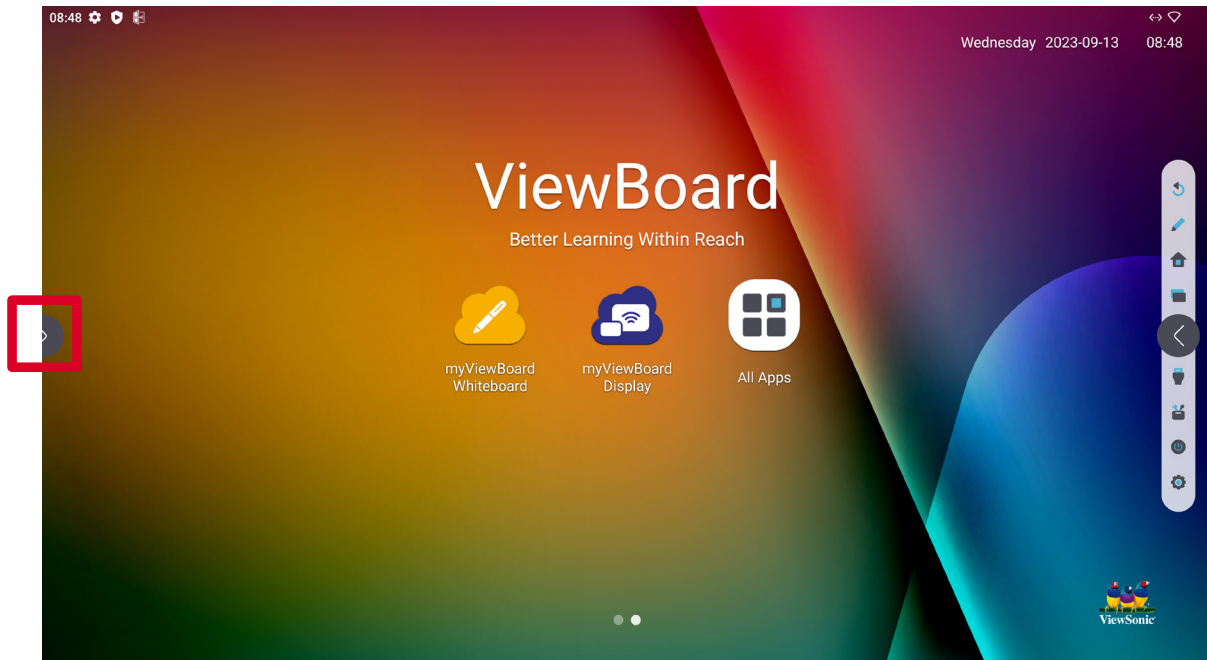 08:48
Wednesday 2023-09-13 08:48
ViewBoard
Better Learning Within Reach
myViewBoard
Whiteboard
myViewBoard
Display
All Apps
ViewSonic